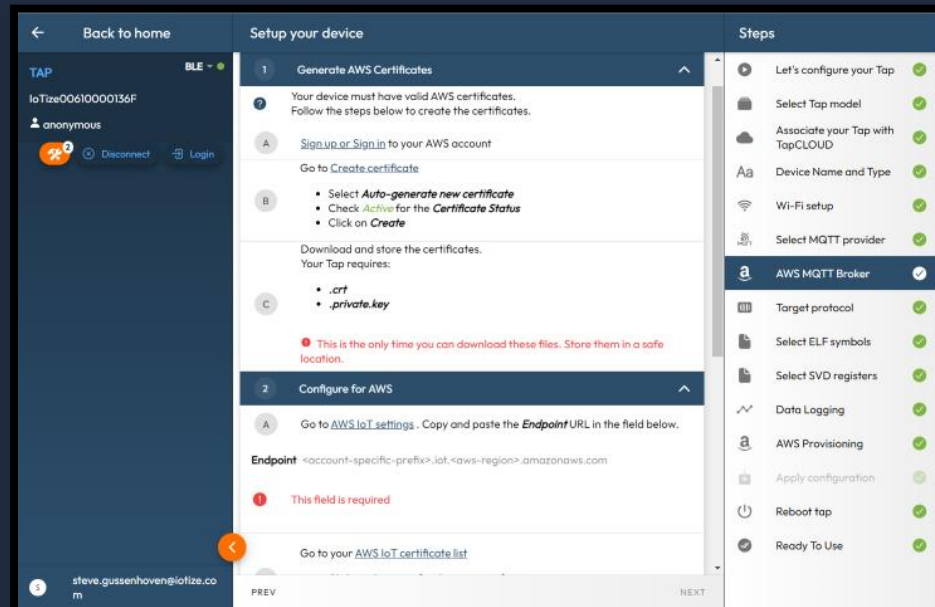 Back to home
TAP
BLE
IoTize00610000136F
anonymous
2
Disconnect
Login
S
steve.gussenhoven@iotize.co
m
Setup your device
1 Generate AWS Certificates
Your device must have valid AWS certificates.
Follow the steps below to create the certificates.
A Sign up or Sign in to your AWS account
Go to Create certificate
B
• Select Auto-generate new certificate
• Check Active for the Certificate Status
• Click on Create
Download and store the certificates.
Your Tap requires:
• .crt
C
• .private.key
This is the only time you can download these files. Store them in a safe
location.
2 Configure for AWS
A Go to AWS IoT settings . Copy and paste the Endpoint URL in the field below.
Endpoint <account-specific-prefix>.iot.<aws-region>.amazonaws.com
This field is required
Go to your AWS IoT certificate list
PREV
NEXT
Steps
Let's configure your Tap
Select Tap model
Associate your Tap with
TapCLOUD
Aa Device Name and Type
Wi-Fi setup
Select MQTT provider
a AWS MQTT Broker
Target protocol
Select ELF symbols
Select SVD registers
Data Logging
a AWS Provisioning
Apply configuration
Reboot tap
Ready To Use